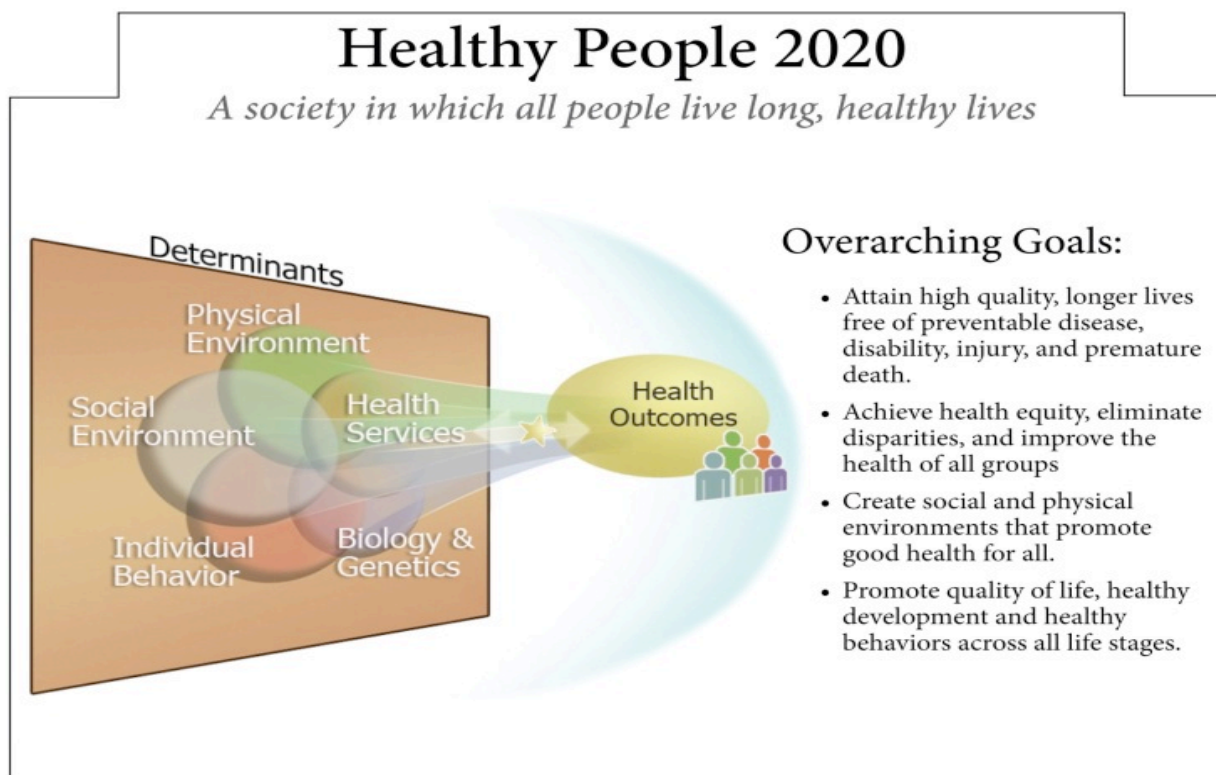 Healthy People 2020
A society in which all people live long, healthy lives
Determinants
Physical
Environment
Social
Environment
Health
Services
Individual
Behavior
Biology &
Genetics
Health
Outcomes
Overarching Goals:
• Attain high quality, longer lives
free of preventable disease,
disability, injury, and premature
death.
• Achieve health equity, eliminate
disparities, and improve the
health of all groups
• Create social and physical
environments that promote
good health for all.
• Promote quality of life, healthy
development and healthy
behaviors across all life stages.